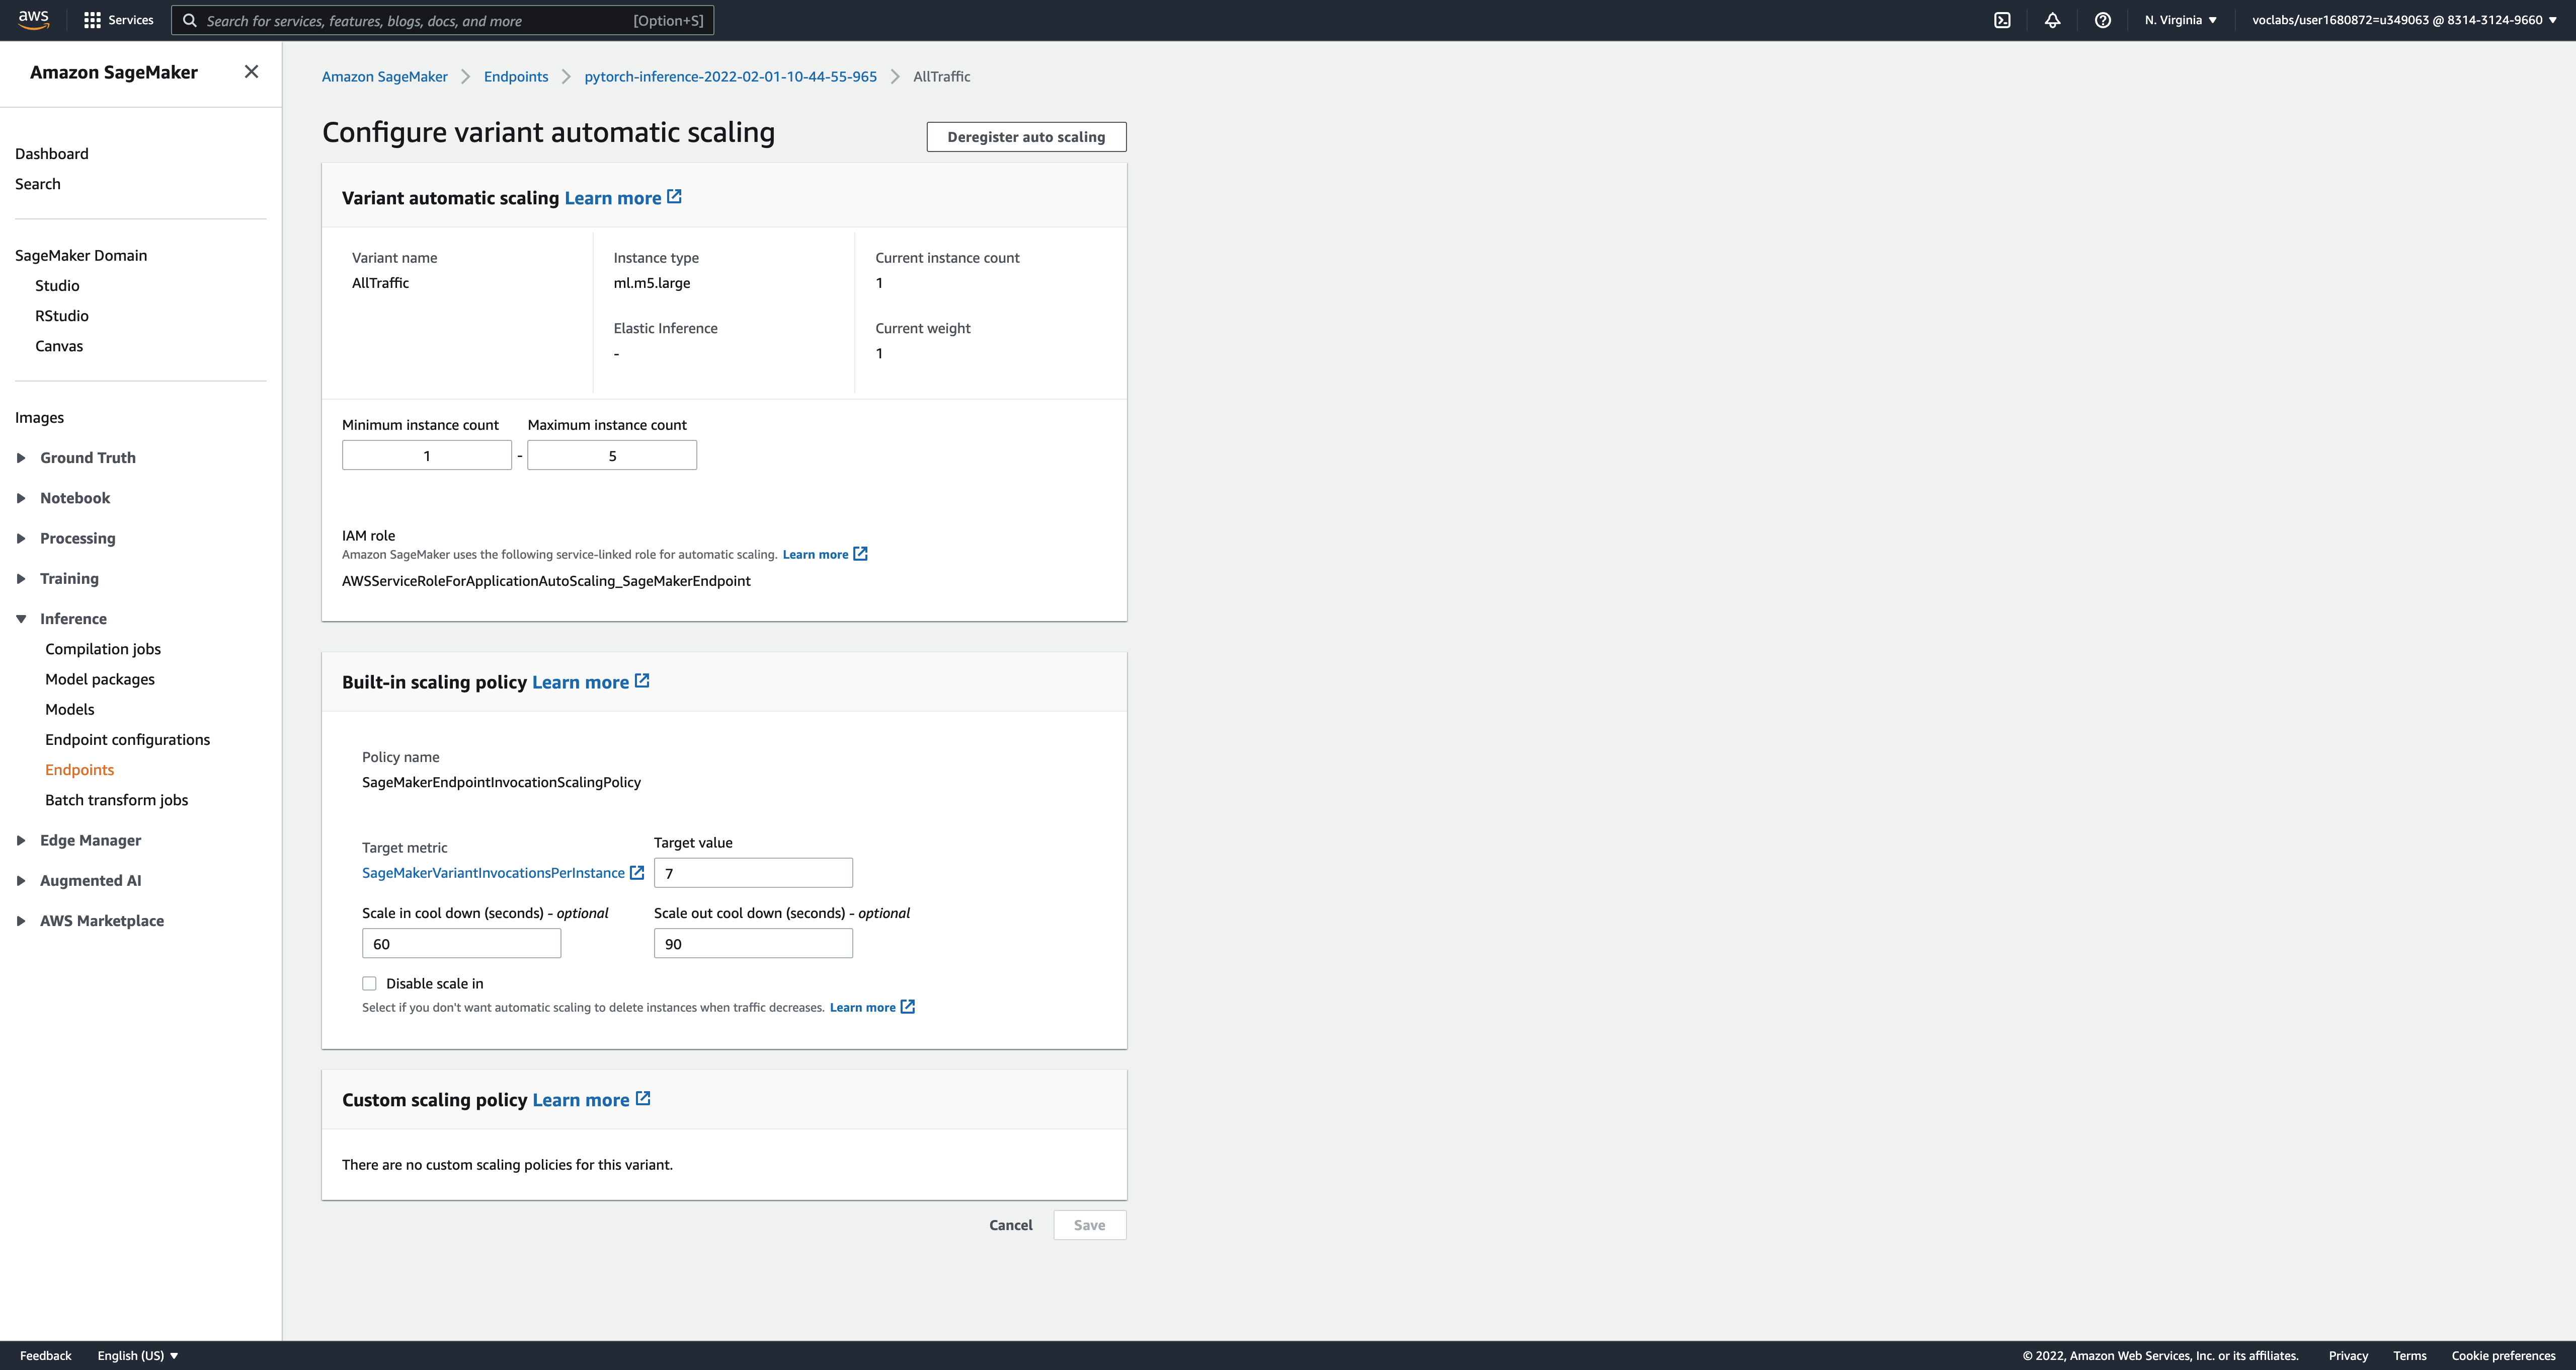 aws
Services
Search for services, features, blogs, docs, and more
[Option+S]
N. Virginia
voclabs/user1680872=u349063 @ 8314-3124-9660
Amazon SageMaker
Dashboard
Search
SageMaker Domain
Studio
RStudio
Canvas
Images
Ground Truth
Notebook
Processing
Training
Inference
Compilation jobs
Model packages
Models
Endpoint configurations
Endpoints
Batch transform jobs
Edge Manager
Augmented AI
AWS Marketplace
Amazon SageMaker
Endpoints
pytorch-inference-2022-02-01-10-44-55-965
AllTraffic
Configure variant automatic scaling
Deregister auto scaling
Variant automatic scaling Learn more
Variant name
AllTraffic
Instance type
ml.m5.large
Elastic Inference
-
Current instance count
1
Current weight
1
Minimum instance count
Maximum instance count
1 - 5
IAM role
Amazon SageMaker uses the following service-linked role for automatic scaling. Learn more
AWSServiceRoleForApplicationAutoScaling_SageMakerEndpoint
Built-in scaling policy Learn more
Policy name
SageMakerEndpointInvocationScalingPolicy
Target metric
SageMakerVariantInvocationsPerInstance
Target value
7
Scale in cool down (seconds) - optional
60
Scale out cool down (seconds) - optional
90
Disable scale in
Select if you don't want automatic scaling to delete instances when traffic decreases. Learn more
Custom scaling policy Learn more
There are no custom scaling policies for this variant.
Cancel
Save
Feedback
English (US)
© 2022, Amazon Web Services, Inc. or its affiliates.
Privacy
Terms
Cookie preferences